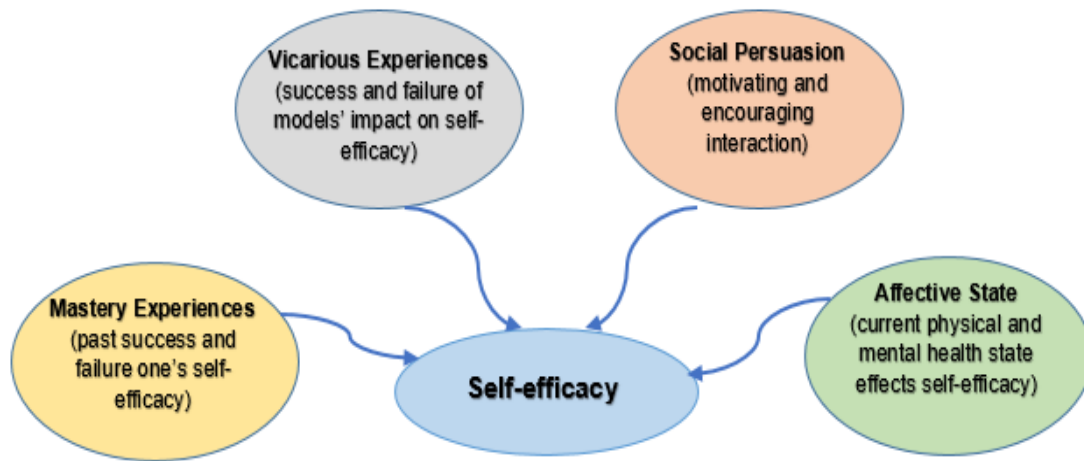 Vicarious Experiences
(success and failure of
models' impact on self-
efficacy)
Social Persuasion
(motivating and
encouraging
interaction)
Mastery Experiences
(past success and
failure one's self-
efficacy)
Affective State
(current physical and
mental health state
effects self-efficacy)
Self-efficacy